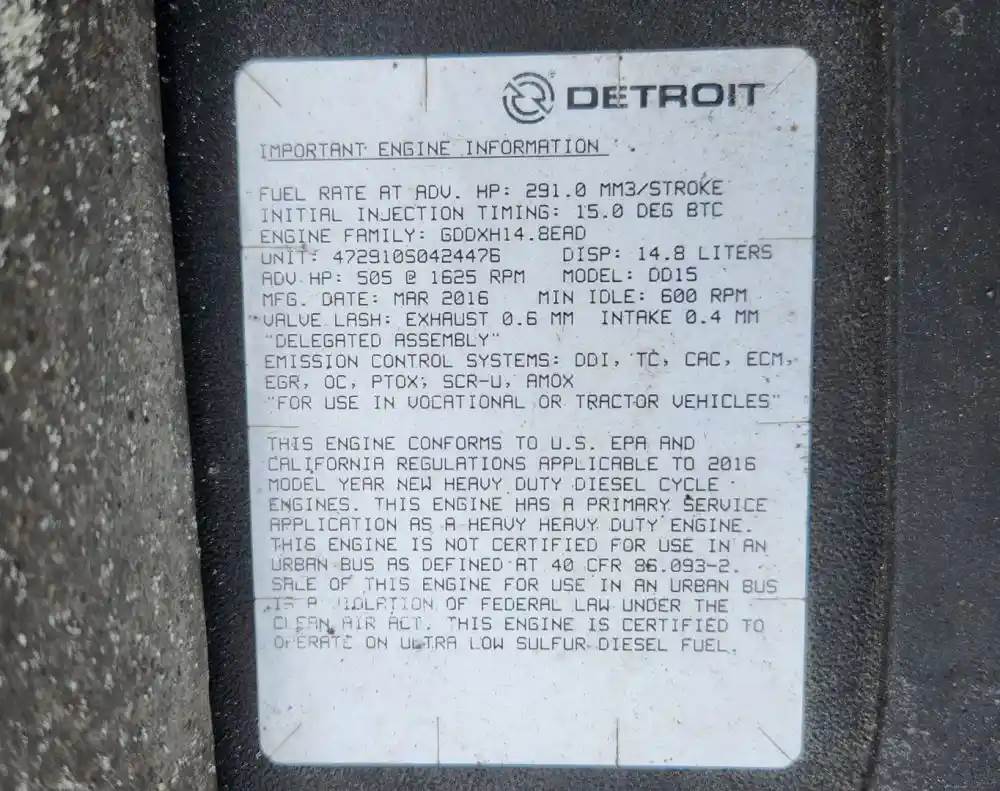 DETROIT
IMPORTANT ENGINE INFORMATION
FUEL RATE AT ADV. HP: 291.0 MM3/STROKE
INITIAL INJECTION TIMING: 15.0 DEG BTC
ENGINE FAMILY: GDDXH14.8EAD
UNIT: 472910S0424476 DISP: 14.8 LITERS
ADV HP: 505 @ 1625 RPM MODEL: DD15
MFG. DATE: MAR 2016 MIN IDLE: 600 RPM
VALVE LASH: EXHAUST 0.6 MM INTAKE 0.4 MM
"DELEGATED ASSEMBLY"
EMISSION CONTROL SYSTEMS: DDI, TC, CAC, ECM,
EGR, OC, PTOX, SCR-U, AMOX
"FOR USE IN VOCATIONAL OR TRACTOR VEHICLES"
THIS ENGINE CONFORMS TO U.S. EPA AND
CALIFORNIA REGULATIONS APPLICABLE TO 2016
MODEL YEAR NEW HEAVY DUTY DIESEL CYCLE
ENGINES. THIS ENGINE HAS A PRIMARY SERVICE
APPLICATION AS A HEAVY HEAVY DUTY ENGINE.
THIS ENGINE IS NOT CERTIFIED FOR USE IN AN
URBAN BUS AS DEFINED AT 40 CFR 86.093-2.
SALE OF THIS ENGINE FOR USE IN AN URBAN BUS
IS A VIOLATION OF FEDERAL LAW UNDER THE
CLEAN AIR ACT. THIS ENGINE IS CERTIFIED TO
OPERATE ON ULTRA LOW SULFUR DIESEL FUEL.